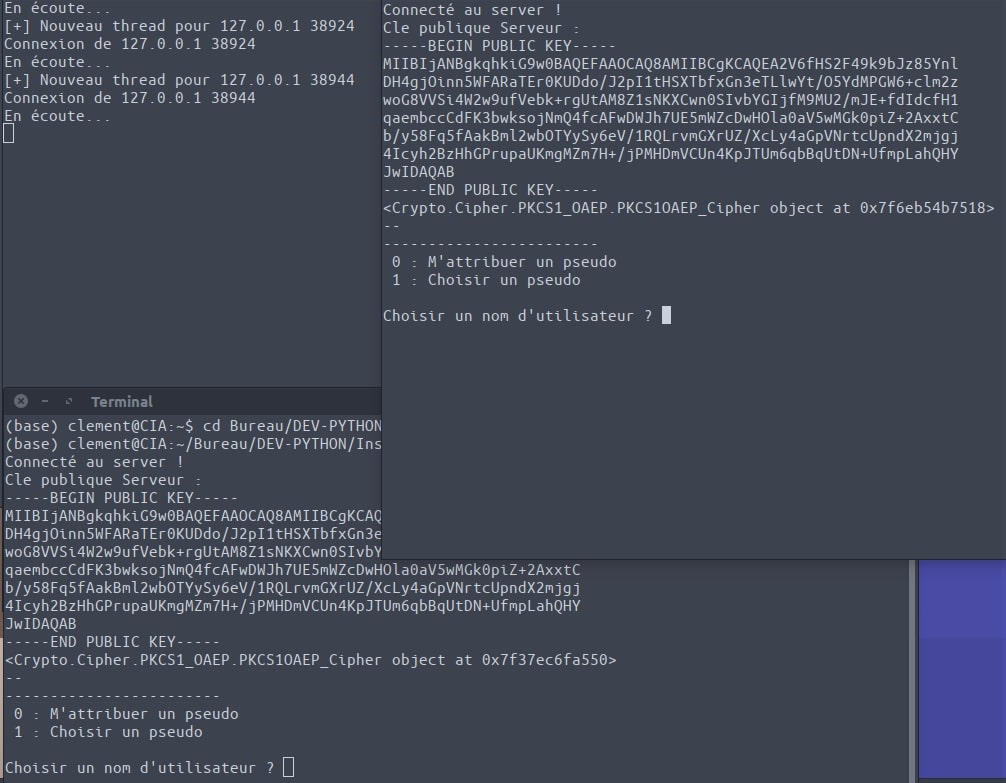 En écoute...
[+] Nouveau thread pour 127.0.0.1 38924
Connexion de 127.0.0.1 38924
En écoute...
[+] Nouveau thread pour 127.0.0.1 38944
Connexion de 127.0.0.1 38944
En écoute...
Connecté au server !
Cle publique Serveur :
-----BEGIN PUBLIC KEY-----
MIIBIjANBgkqhkiG9w0BAQEFAAOCAQ8AMIIBCgKCAQEA2V6fHS2F49k9bJz85Ynl
DH4gjOinn5WFARaTEr0KUDdo/J2pI1tHSXTbfxGn3eTLlwYt/O5YdMPGW6+clm2z
woG8VVSi4W2w9ufVebk+rgUtAM8Z1sNKXCwn0SIvbYGIjfM9MU2/mJE+fdIdcfH1
qaembccCdFK3bwksojNmQ4fcAFwDWJh7UE5mWZcDwHOla0aV5wMGk0piZ+2AxxtC
b/y58Fq5fAakBml2wbOTYySy6eV/1RQLrvmGXrUZ/XcLy4aGpVNrtcUpndX2mjgj
4Icyh2BzHhGPrupaUKmgMZm7H+/jPMHDmVCUn4KpJTUm6qbBqUtDN+UfmpLahQHY
JwIDAQAB
-----END PUBLIC KEY-----
<Crypto.Cipher.PKCS1_OAEP.PKCS1OAEP_Cipher object at 0x7f6eb54b7518>
--
------------------------
0 : M'attribuer un pseudo
1 : Choisir un pseudo
Choisir un nom d'utilisateur ?
Terminal
(base) clement@CIA:~$ cd Bureau/DEV-PYTHON
(base) clement@CIA:~/Bureau/DEV-PYTHON/Ins
Connecté au server !
Cle publique Serveur :
-----BEGIN PUBLIC KEY-----
MIIBIjANBgkqhkiG9w0BAQEFAAOCAQ8AMIIBCgKCAQ
DH4gjOinn5WFARaTEr0KUDdo/J2pI1tHSXTbfxGn3e
woG8VVSi4W2w9ufVebk+rgUtAM8Z1sNKXCwn0SIvbY
qaembccCdFK3bwksojNmQ4fcAFwDWJh7UE5mWZcDwHOla0aV5wMGk0piZ+2AxxtC
b/y58Fq5fAakBml2wbOTYySy6eV/1RQLrvmGXrUZ/XcLy4aGpVNrtcUpndX2mjgj
4Icyh2BzHhGPrupaUKmgMZm7H+/jPMHDmVCUn4KpJTUm6qbBqUtDN+UfmpLahQHY
JwIDAQAB
-----END PUBLIC KEY-----
<Crypto.Cipher.PKCS1_OAEP.PKCS1OAEP_Cipher object at 0x7f37ec6fa550>
--
------------------------
0 : M'attribuer un pseudo
1 : Choisir un pseudo
Choisir un nom d'utilisateur ?